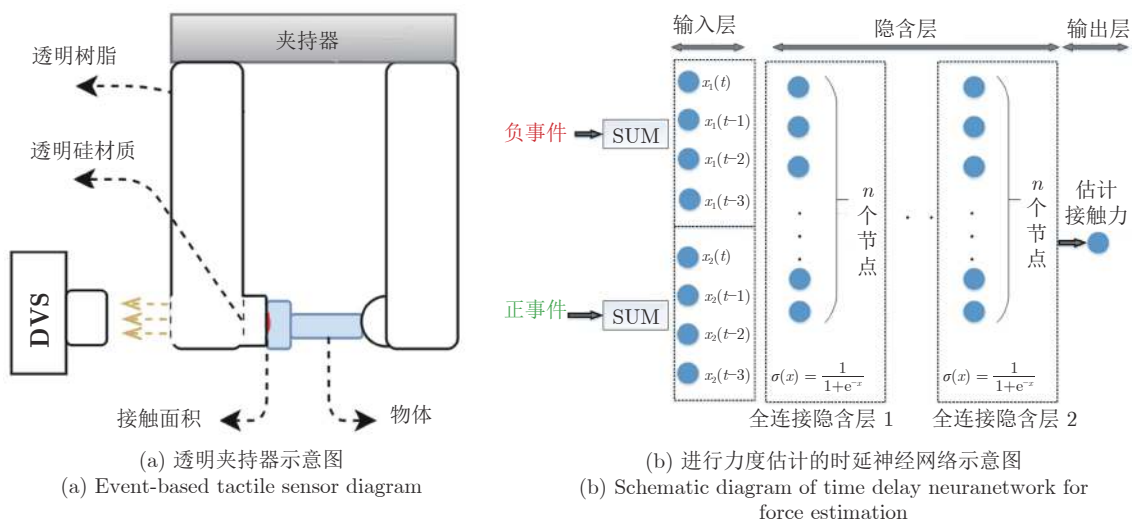 夹持器
透明树脂
透明硅材质
DVS
接触面积
物体
(a) 透明夹持器示意图
(a) Event-based tactile sensor diagram
输入层
隐含层
输出层
负事件
SUM
x₁(t)
x₁(t−1)
x₁(t−2)
x₁(t−3)
正事件
SUM
x₂(t)
x₂(t−1)
x₂(t−2)
x₂(t−3)
n
个
节
点
σ(x) = 1/(1+e⁻ˣ)
全连接隐含层 1
· ·
n
个
节
点
σ(x) = 1/(1+e⁻ˣ)
全连接隐含层 2
估计
接触力
(b) 进行力度估计的时延神经网络示意图
(b) Schematic diagram of time delay neuranetwork for
force estimation